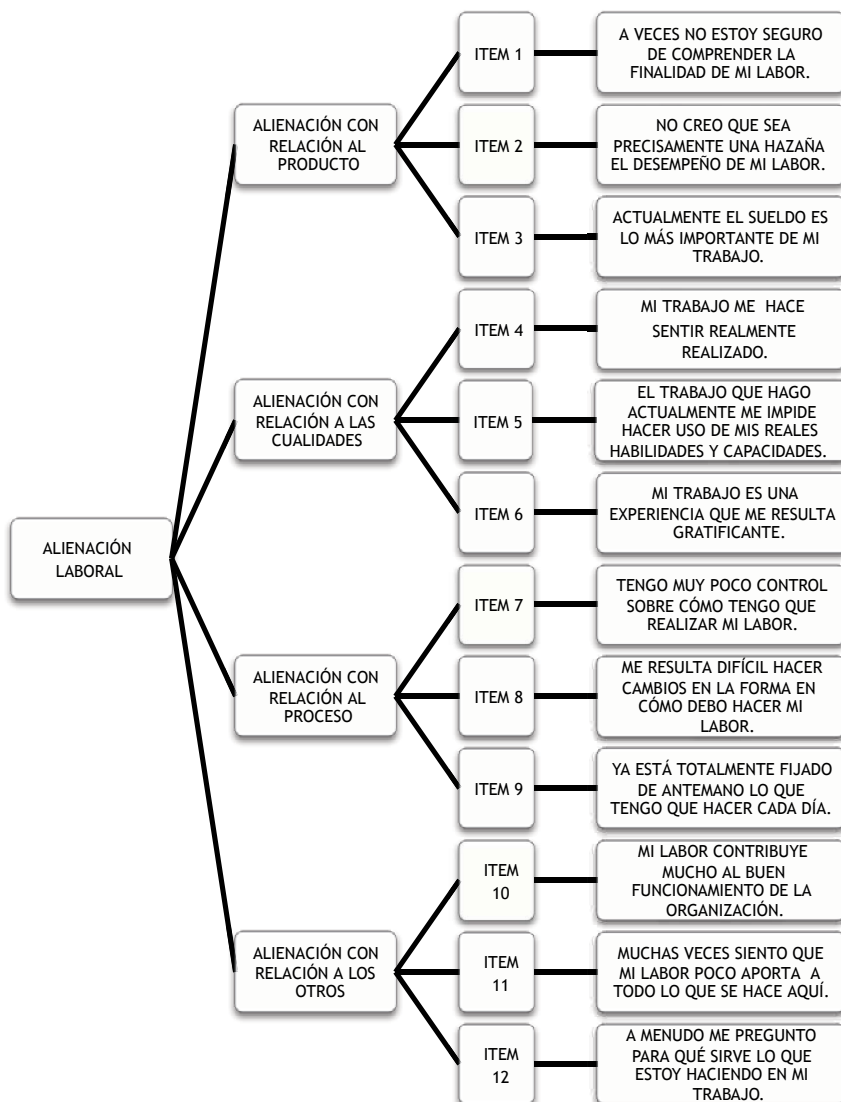 ALIENACIÓN
LABORAL
ALIENACIÓN CON
RELACIÓN AL
PRODUCTO
ITEM 1
A VECES NO ESTOY SEGURO
DE COMPRENDER LA
FINALIDAD DE MI LABOR.
ITEM 2
NO CREO QUE SEA
PRECISAMENTE UNA HAZAÑA
EL DESEMPEÑO DE MI LABOR.
ITEM 3
ACTUALMENTE EL SUELDO ES
LO MÁS IMPORTANTE DE MI
TRABAJO.
ALIENACIÓN CON
RELACIÓN A LAS
CUALIDADES
ITEM 4
MI TRABAJO ME HACE
SENTIR REALMENTE
REALIZADO.
ITEM 5
EL TRABAJO QUE HAGO
ACTUALMENTE ME IMPIDE
HACER USO DE MIS REALES
HABILIDADES Y CAPACIDADES.
ITEM 6
MI TRABAJO ES UNA
EXPERIENCIA QUE ME RESULTA
GRATIFICANTE.
ALIENACIÓN CON
RELACIÓN AL
PROCESO
ITEM 7
TENGO MUY POCO CONTROL
SOBRE CÓMO TENGO QUE
REALIZAR MI LABOR.
ITEM 8
ME RESULTA DIFÍCIL HACER
CAMBIOS EN LA FORMA EN
CÓMO DEBO HACER MI
LABOR.
ITEM 9
YA ESTÁ TOTALMENTE FIJADO
DE ANTEMANO LO QUE
TENGO QUE HACER CADA DÍA.
ALIENACIÓN CON
RELACIÓN A LOS
OTROS
ITEM
10
MI LABOR CONTRIBUYE
MUCHO AL BUEN
FUNCIONAMIENTO DE LA
ORGANIZACIÓN.
ITEM
11
MUCHAS VECES SIENTO QUE
MI LABOR POCO APORTA A
TODO LO QUE SE HACE AQUÍ.
ITEM
12
A MENUDO ME PREGUNTO
PARA QUÉ SIRVE LO QUE
ESTOY HACIENDO EN MI
TRABAJO.